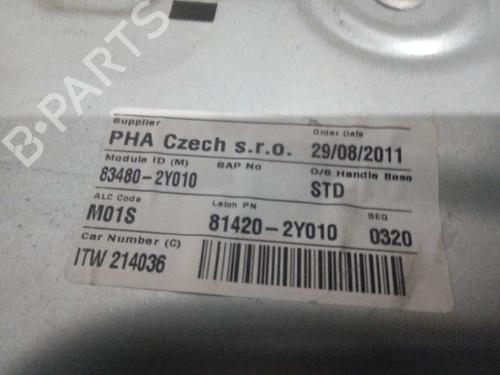 B-PARTS
Supplier Order Date
PHA Czech s.r.o. 29/08/2011
Module ID (M) SAP No O/S Handle Base
83480-2Y010 STD
ALC Code Latch PN SEQ
M01S 81420-2Y010 0320
Car Number (C)
ITW 214036